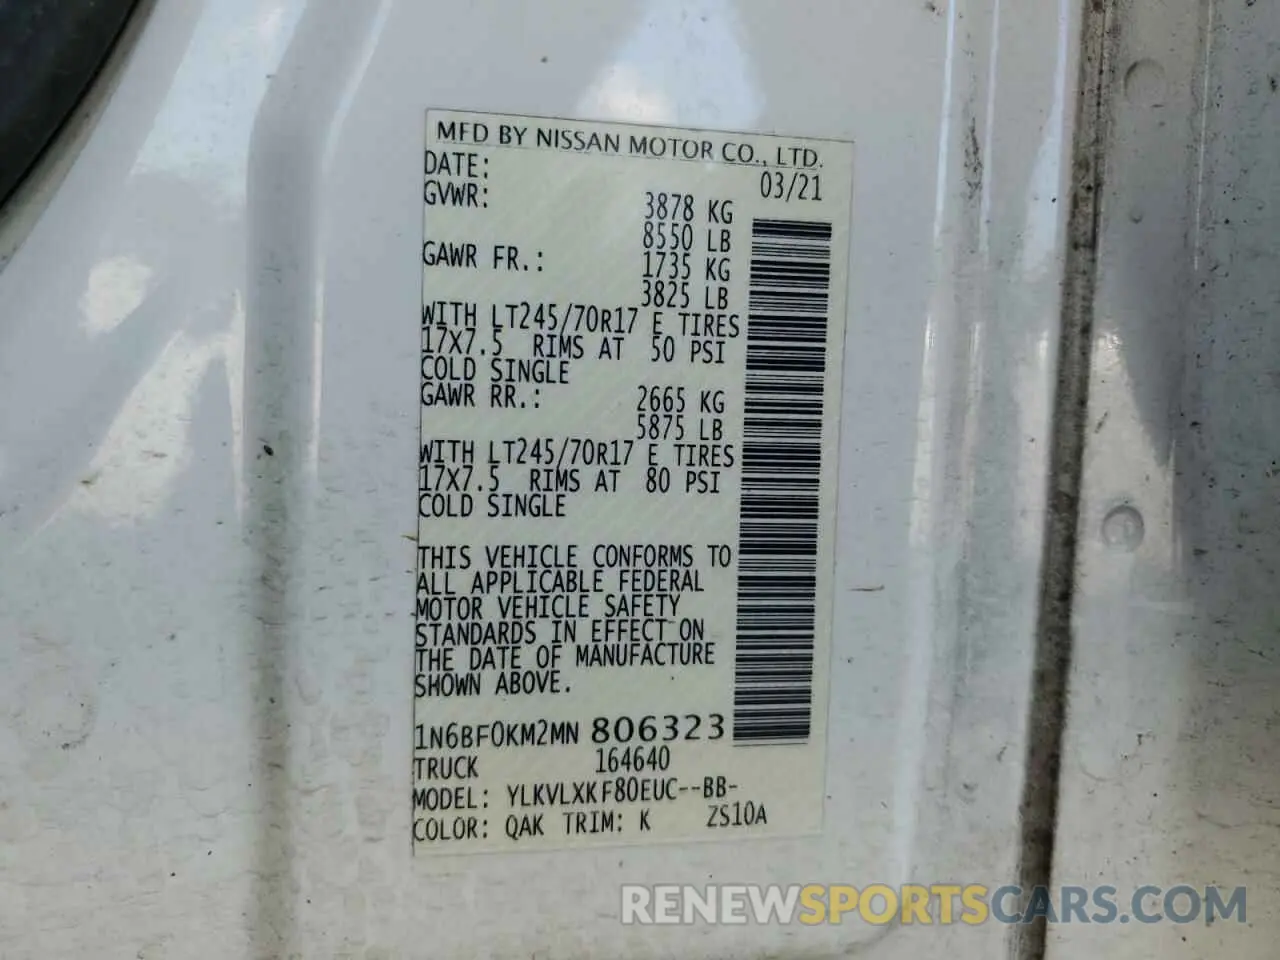 MFD BY NISSAN MOTOR CO., LTD.
DATE: 03/21
GVWR: 3878 KG
8550 LB
GAWR FR.: 1735 KG
3825 LB
WITH LT245/70R17 E TIRES
17X7.5 RIMS AT 50 PSI
COLD SINGLE
GAWR RR.: 2665 KG
5875 LB
WITH LT245/70R17 E TIRES
17X7.5 RIMS AT 80 PSI
COLD SINGLE
THIS VEHICLE CONFORMS TO
ALL APPLICABLE FEDERAL
MOTOR VEHICLE SAFETY
STANDARDS IN EFFECT ON
THE DATE OF MANUFACTURE
SHOWN ABOVE.
1N6BF0KM2MN 806323
TRUCK 164640
MODEL: YLKVLXKF80EUC--BB-
COLOR: QAK TRIM: K ZS10A
RENEWSPORTSCARS.COM